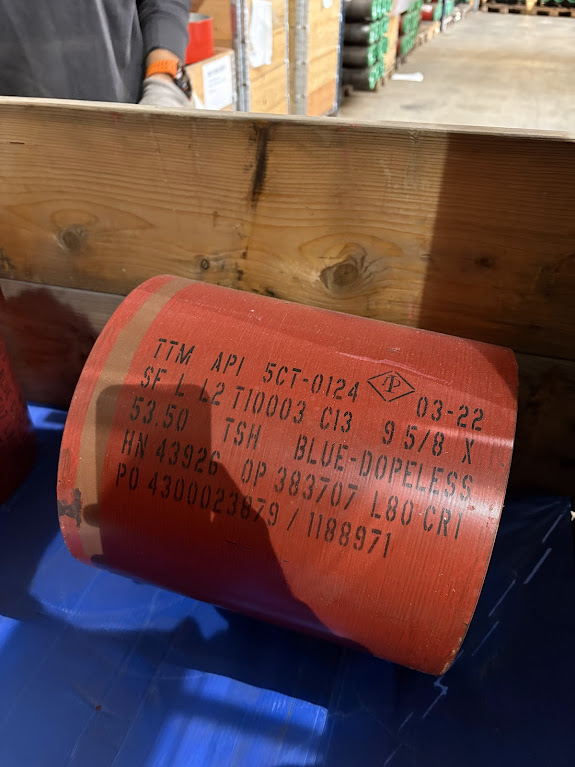 TTM API 5CT-0124 API 03-22
SF L L2 T10003 C13 9 5/8 X
53.50 TSH BLUE-DOPELESS
HN 43926 OP 383707 L80 CR1
PO 4300023879 / 1188971